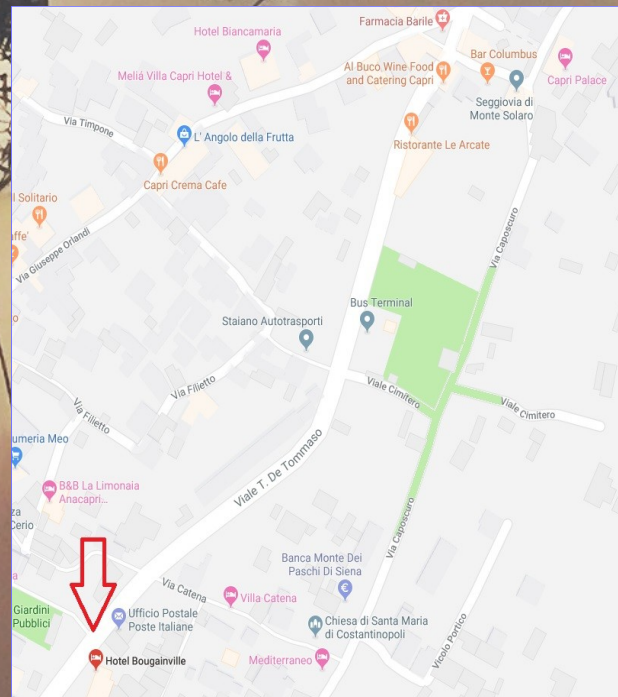 Farmacia Barile
Hotel Biancamaria
Bar Columbus
Al Buco Wine Food
and Catering Capri
Capri Palace
Meliá Villa Capri Hotel &
Seggiovia di
Monte Solaro
Via Timpone
L' Angolo della Frutta
Ristorante Le Arcate
Capri Crema Cafe
l Solitario
Via Caposcuro
affe'
Via Giuseppe Orlandi
Bus Terminal
o
Staiano Autotrasporti
Via Filietto
Viale Cimitero
Viale Cimitero
Via Filietto
umeria Meo
Viale T. De Tommaso
B&B La Limonaia
Anacapri...
za
Cerio
Via Caposcuro
Banca Monte Dei
Paschi Di Siena
a
Via Catena
Villa Catena
Giardini
Pubblici
Ufficio Postale
Poste Italiane
Chiesa di Santa Maria
di Costantinopoli
Vicolo Portico
Hotel Bougainville
Mediterraneo